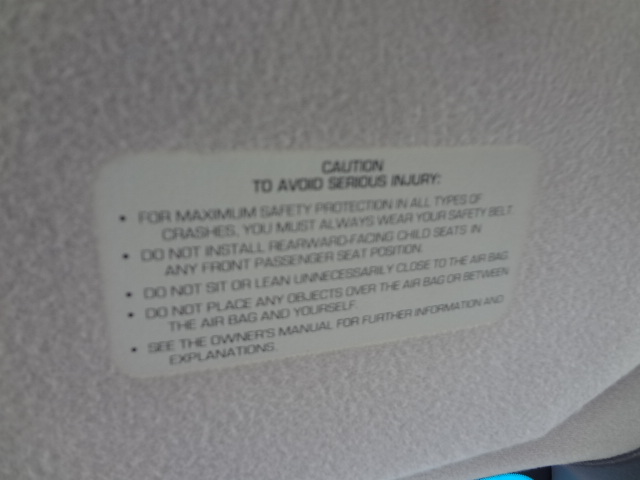 CAUTION
TO AVOID SERIOUS INJURY:
• FOR MAXIMUM SAFETY PROTECTION IN ALL TYPES OF
CRASHES, YOU MUST ALWAYS WEAR YOUR SAFETY BELT.
• DO NOT INSTALL REARWARD-FACING CHILD SEATS IN
ANY FRONT PASSENGER SEAT POSITION.
• DO NOT SIT OR LEAN UNNECESSARILY CLOSE TO THE AIR BAG.
• DO NOT PLACE ANY OBJECTS OVER THE AIR BAG OR BETWEEN
THE AIR BAG AND YOURSELF.
• SEE THE OWNER'S MANUAL FOR FURTHER INFORMATION AND
EXPLANATIONS.